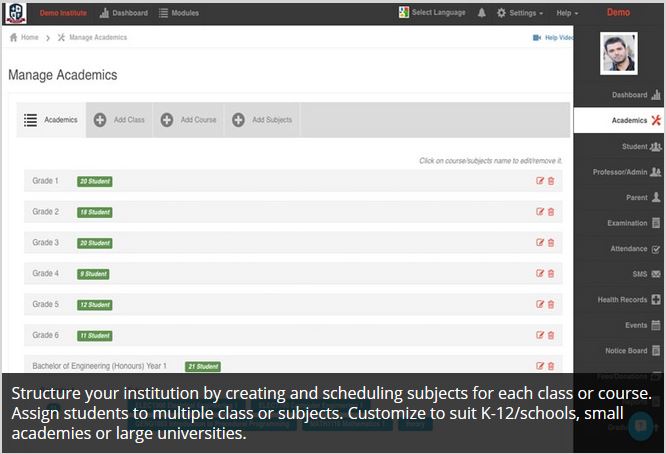 Demo Institute Dashboard Modules Select Language Settings Help Demo
Home Manage Academics Help Video
Manage Academics
Academics Add Class Add Course Add Subjects
Click on course/subjects name to edit/remove it.
Grade 1 20 Student
Grade 2 18 Student
Grade 3 20 Student
Grade 4 9 Student
Grade 5 12 Student
Grade 6 11 Student
Bachelor of Engineering (Honours) Year 1 21 Student
Dashboard
Academics
Student
Professor/Admin
Parent
Examination
Attendance
SMS
Health Records
Events
Notice Board
Fees/Donations
Structure your institution by creating and scheduling subjects for each class or course.
Assign students to multiple class or subjects. Customize to suit K-12/schools, small
academies or large universities.